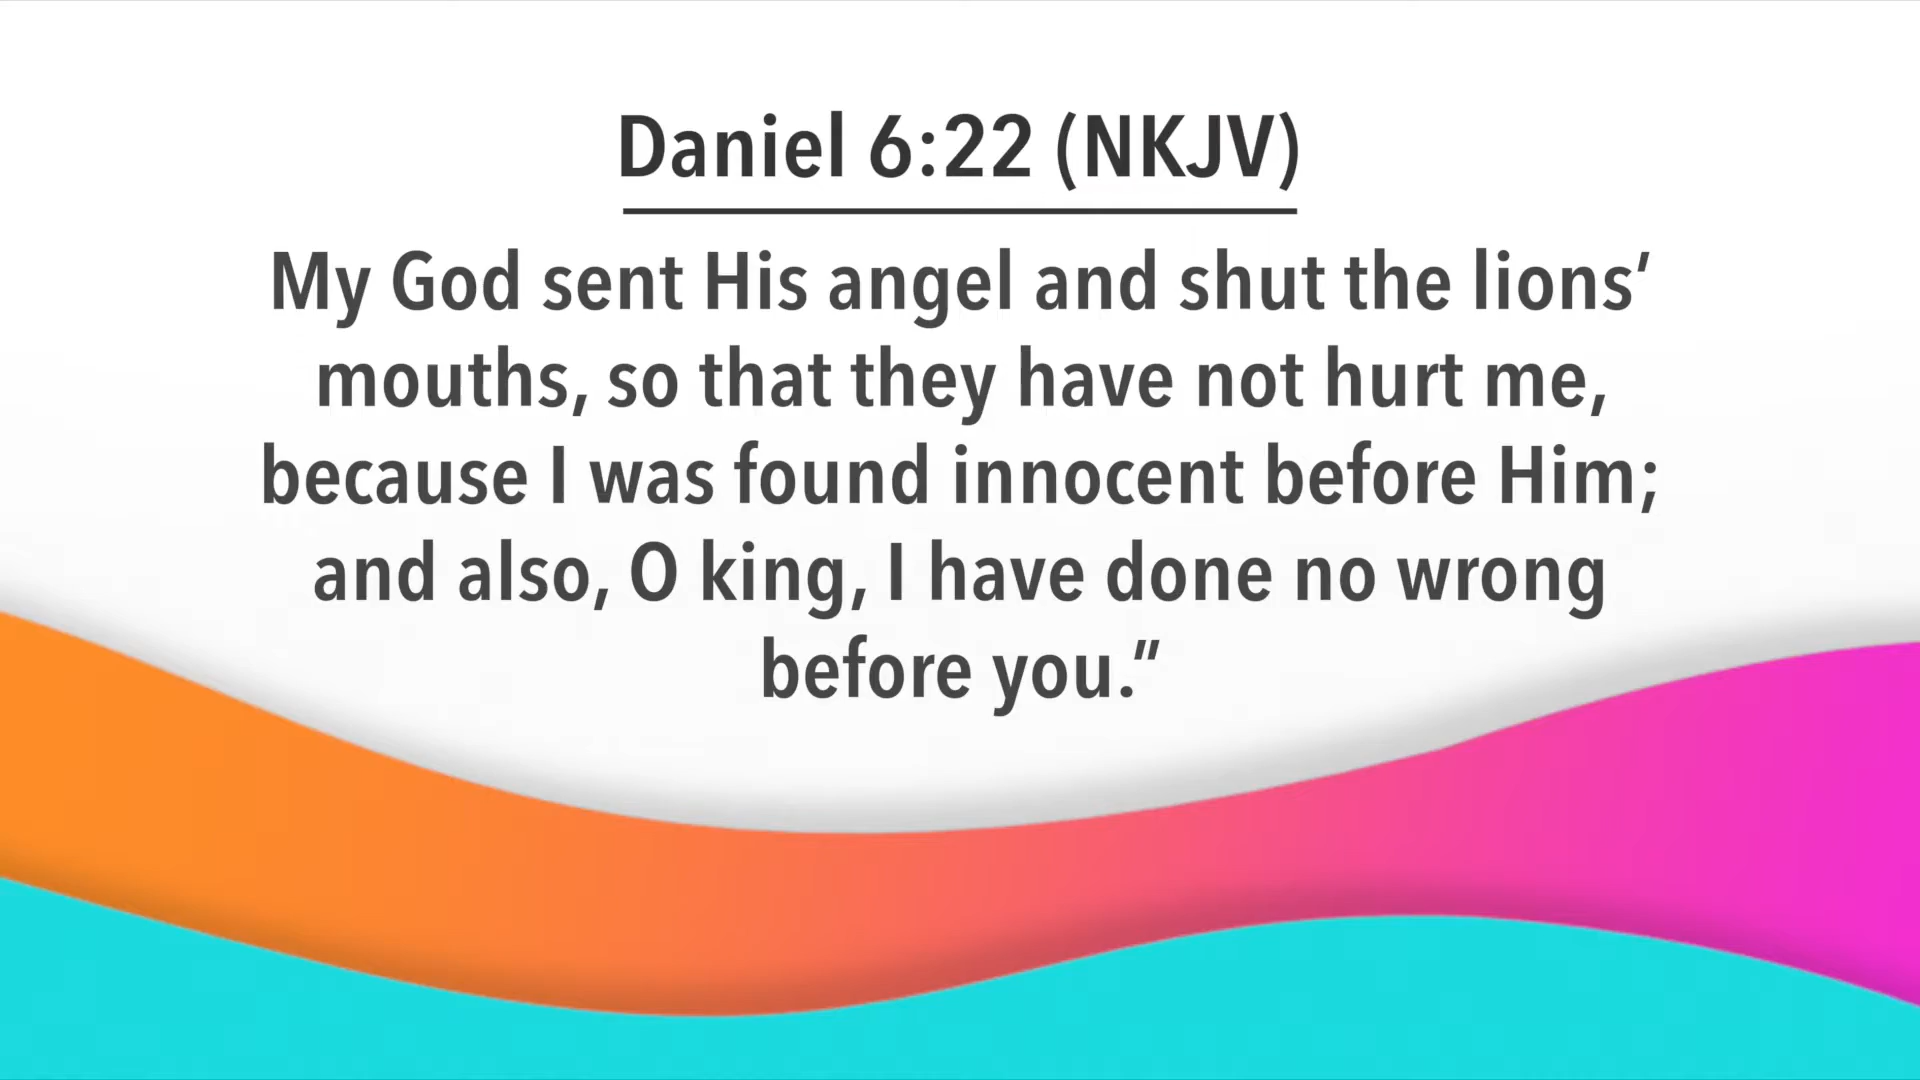 Daniel 6:22 (NKJV)
My God sent His angel and shut the lions’
mouths, so that they have not hurt me,
because I was found innocent before Him;
and also, O king, I have done no wrong
before you.”